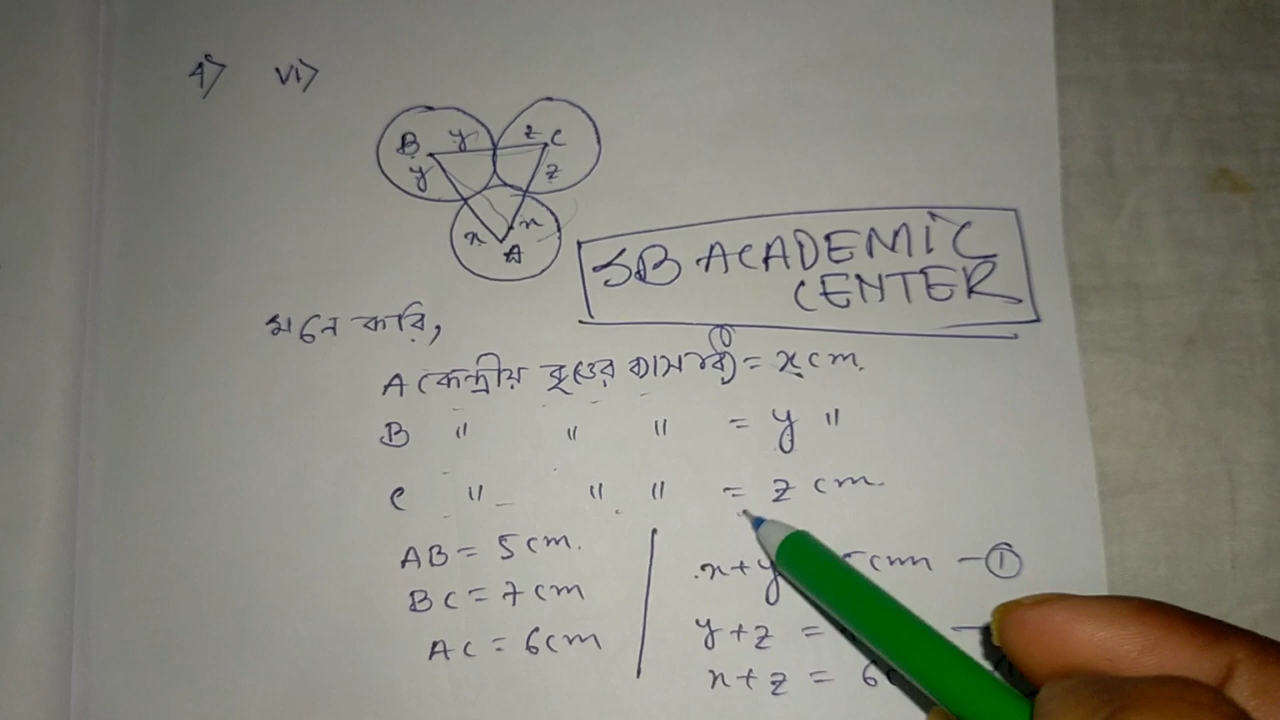 4) vi)
B y z C
y z
x x
A
SB ACADEMIC
CENTER
মনে করি,
A কেন্দ্রীয় বৃত্তের = x cm.
B " " " = y "
C " " " = z cm.
AB = 5 cm.
BC = 7 cm
AC = 6 cm
x + y cm — ①
y + z =
x + z = 6